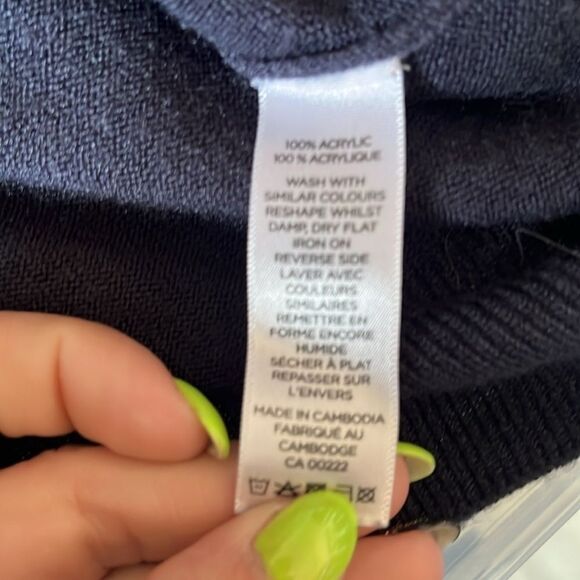 100% ACRYLIC
100% ACRYLIQUE
WASH WITH
SIMILAR COLOURS
RESHAPE WHILST
DAMP, DRY FLAT
IRON ON
REVERSE SIDE
LAVER AVEC
COULEURS
SIMILAIRES
REMETTRE EN
FORME ENCORE
HUMIDE
SÉCHER À PLAT
REPASSER SUR
L'ENVERS
MADE IN CAMBODIA
FABRIQUÉ AU
CAMBODGE
CA 00222